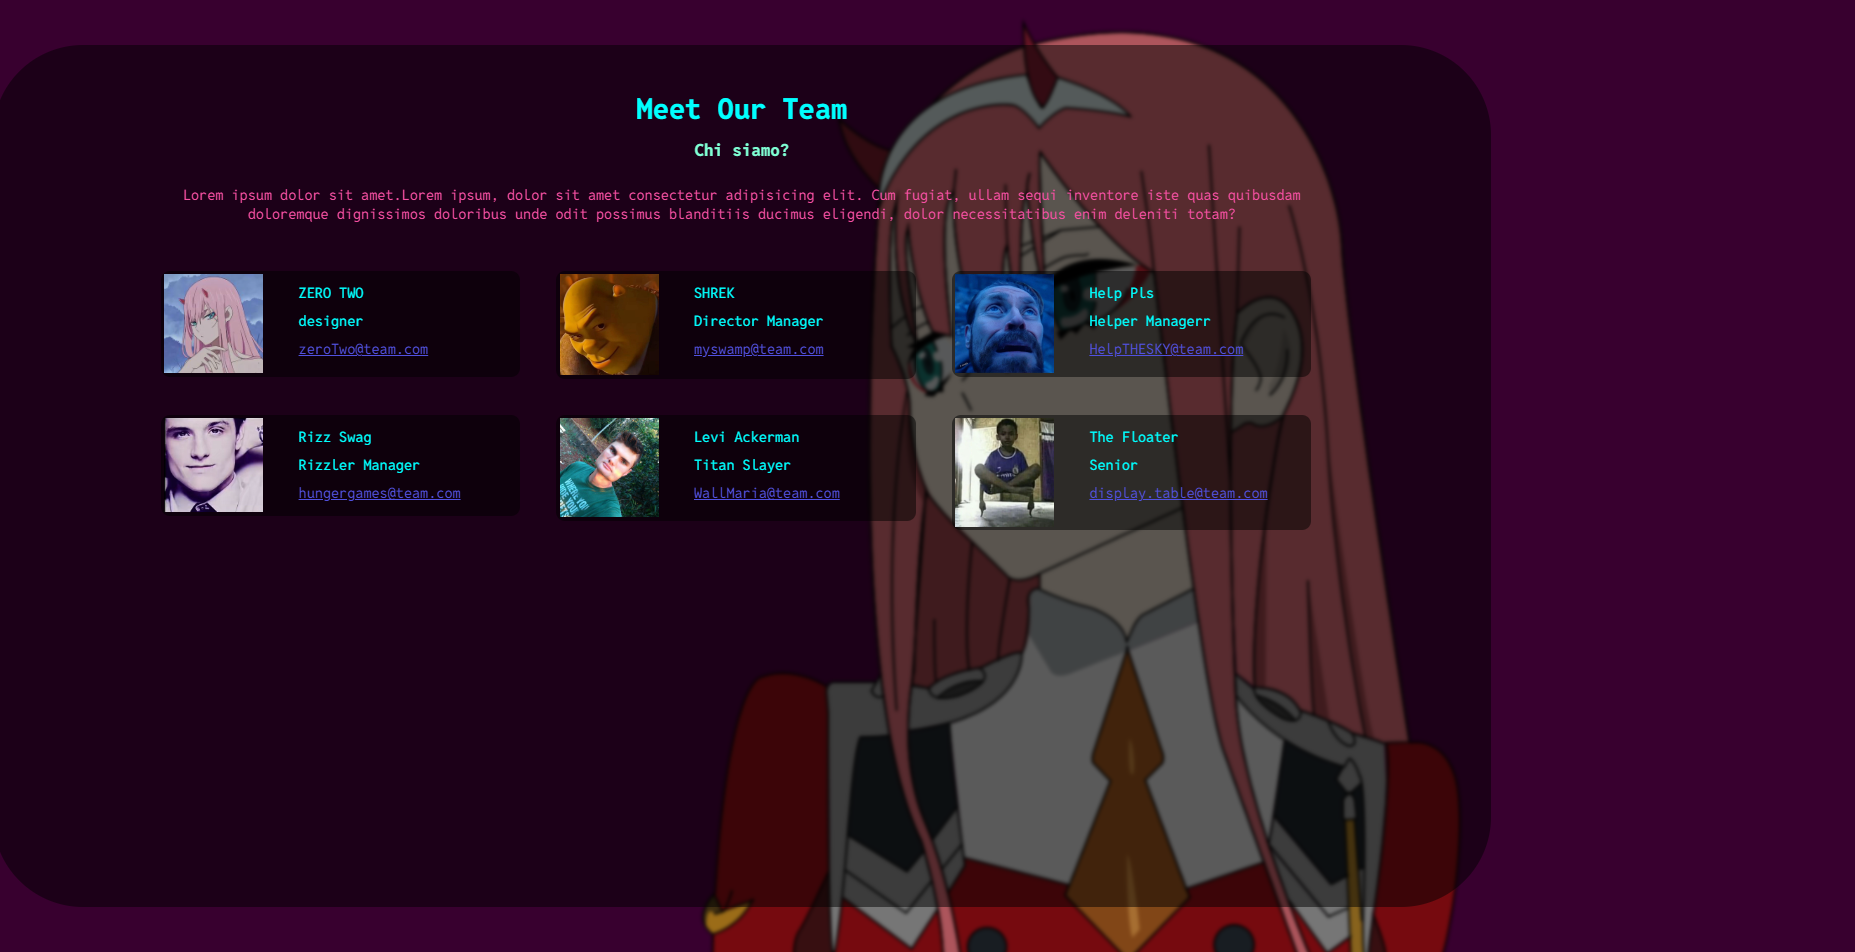 Meet Our Team
Chi siamo?
Lorem ipsum dolor sit amet.Lorem ipsum, dolor sit amet consectetur adipisicing elit. Cum fugiat, ullam sequi inventore iste quas quibusdam
doloremque dignissimos doloribus unde odit possimus blanditiis ducimus eligendi, dolor necessitatibus enim deleniti totam?
ZERO TWO
designer
zeroTwo@team.com
SHREK
Director Manager
myswamp@team.com
Help Pls
Helper Managerr
HelpTHESKY@team.com
Rizz Swag
Rizzler Manager
hungergames@team.com
Levi Ackerman
Titan Slayer
WallMaria@team.com
The Floater
Senior
display.table@team.com